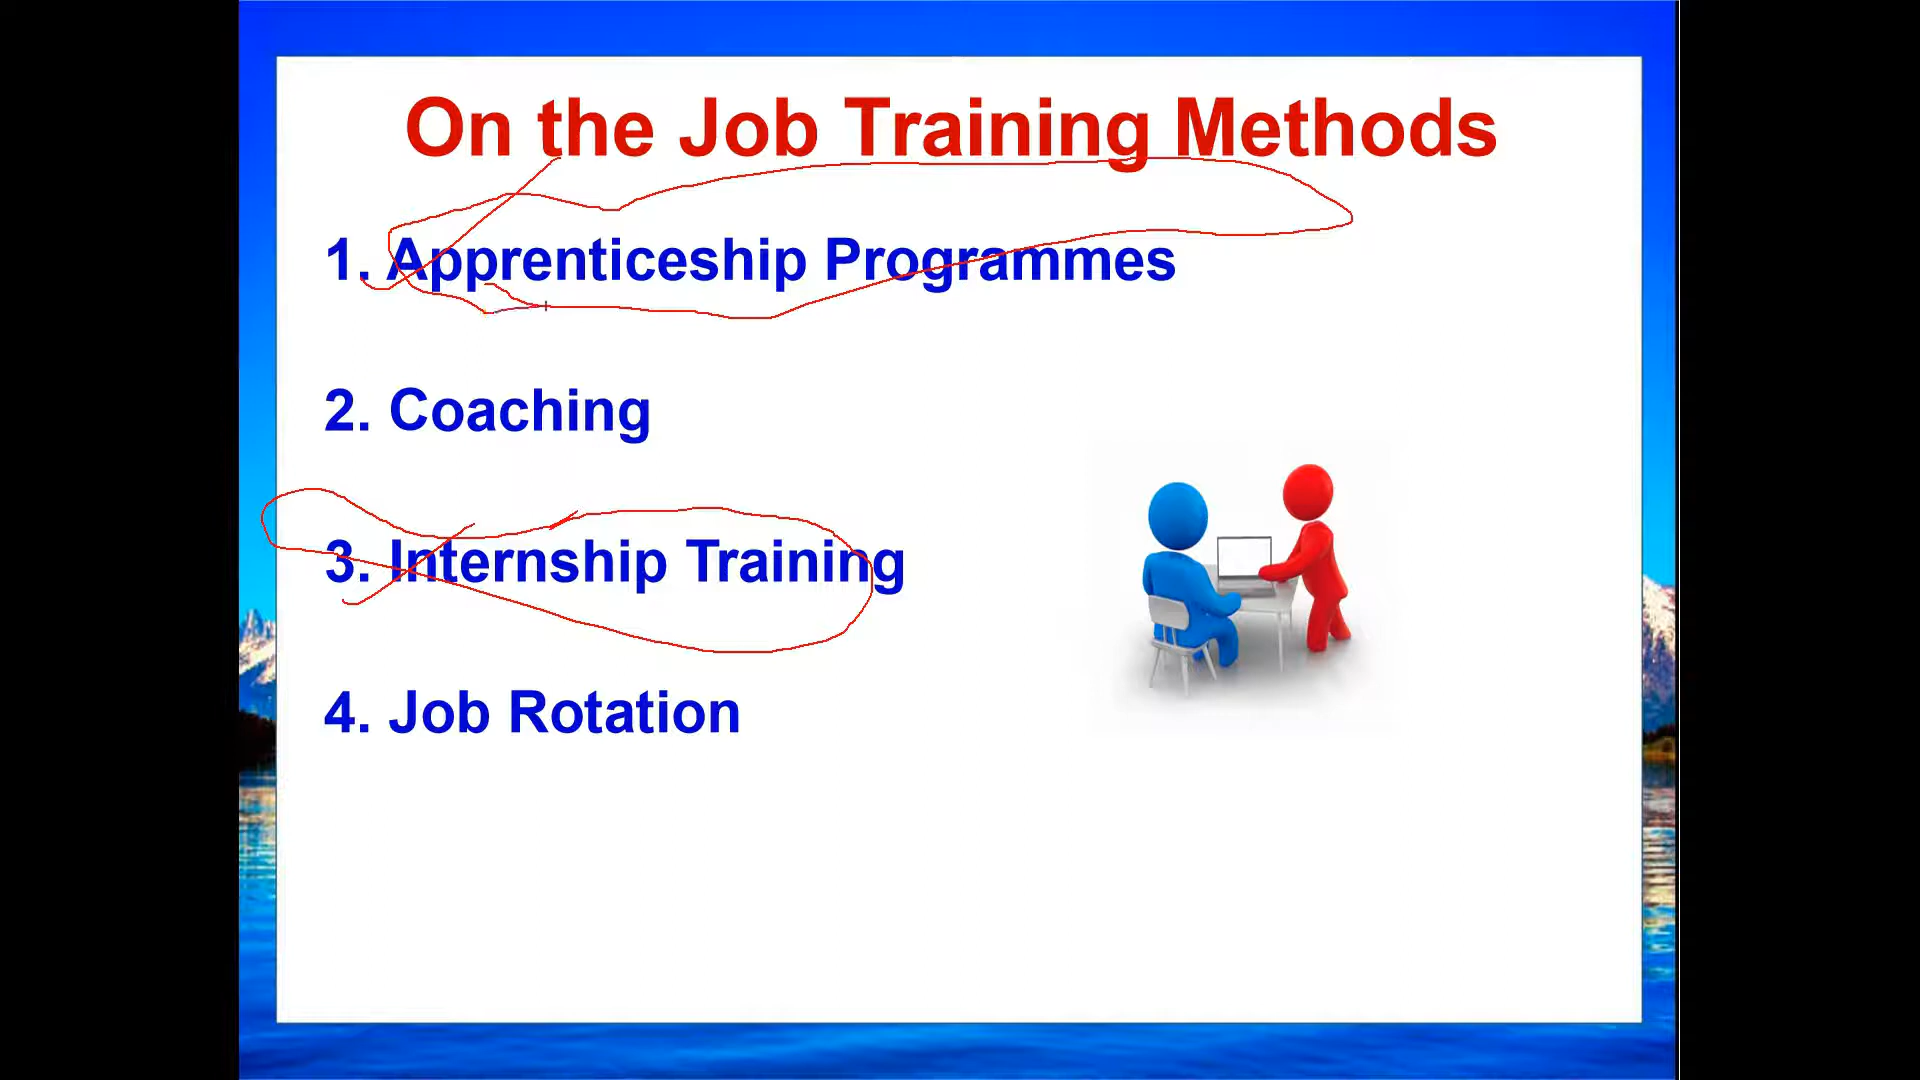 On the Job Training Methods
1. Apprenticeship Programmes
2. Coaching
3. Internship Training
4. Job Rotation